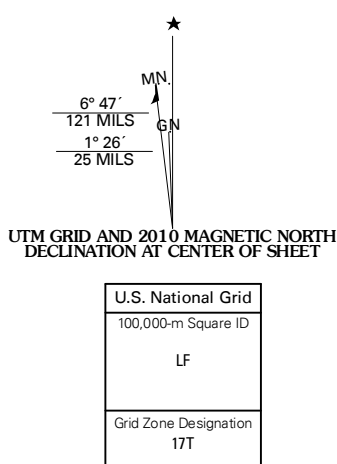 MN.
6° 47´
121 MILS
GN
1° 26´
25 MILS
UTM GRID AND 2010 MAGNETIC NORTH
DECLINATION AT CENTER OF SHEET
U.S. National Grid
100,000-m Square ID
LF
Grid Zone Designation
17T